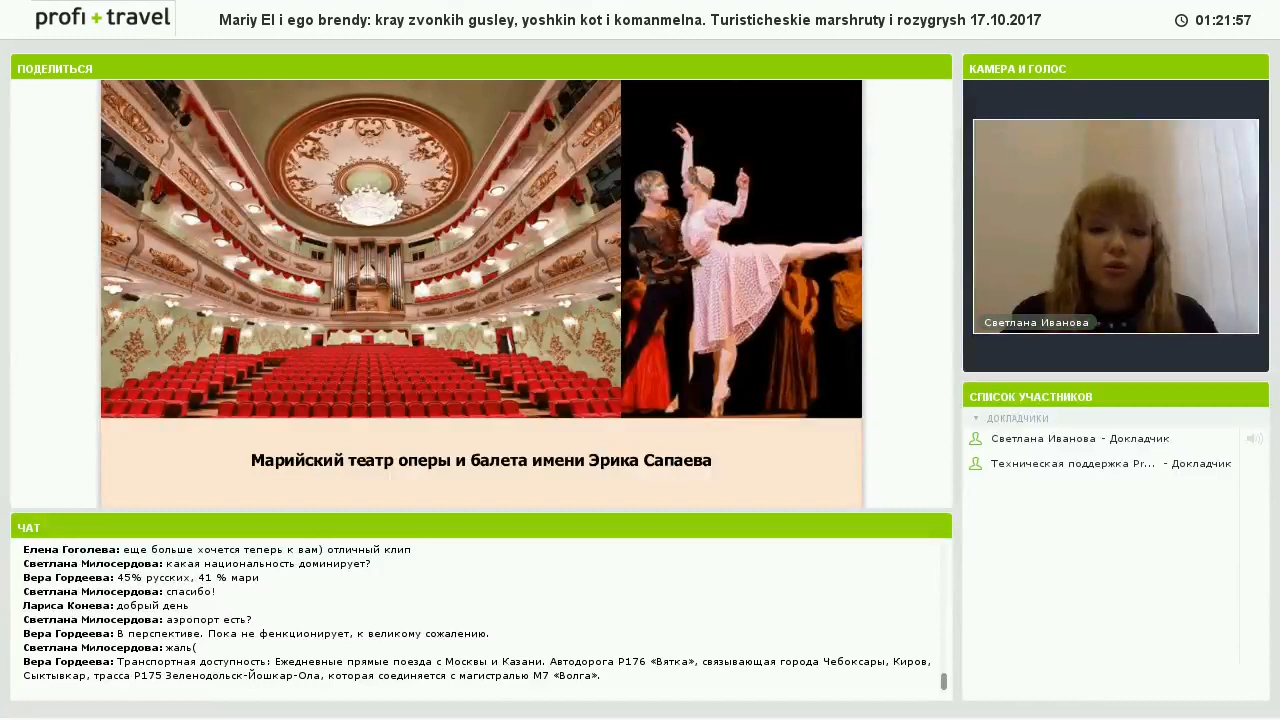 profi + travel
Mariy El i ego brendy: kray zvonkih gusley, yoshkin kot i komanmelna. Turisticheskie marshruty i rozygrysh 17.10.2017
01:21:57
ПОДЕЛИТЬСЯ
Марийский театр оперы и балета имени Эрика Сапаева
КАМЕРА И ГОЛОС
Светлана Иванова
СПИСОК УЧАСТНИКОВ
ДОКЛАДЧИКИ
Светлана Иванова - Докладчик
Техническая поддержка Pr... - Докладчик
ЧАТ
Елена Гоголева: еще больше хочется теперь к вам) отличный клип
Светлана Милосердова: какая национальность доминирует?
Вера Гордеева: 45% русских, 41 % мари
Светлана Милосердова: спасибо!
Лариса Конева: добрый день
Светлана Милосердова: аэропорт есть?
Вера Гордеева: В перспективе. Пока не фенкционирует, к великому сожалению.
Светлана Милосердова: жаль(
Вера Гордеева: Транспортная доступность: Ежедневные прямые поезда с Москвы и Казани. Автодорога Р176 «Вятка», связывающая города Чебоксары, Киров,
Сыктывкар, трасса Р175 Зеленодольск-Йошкар-Ола, которая соединяется с магистралью М7 «Волга».